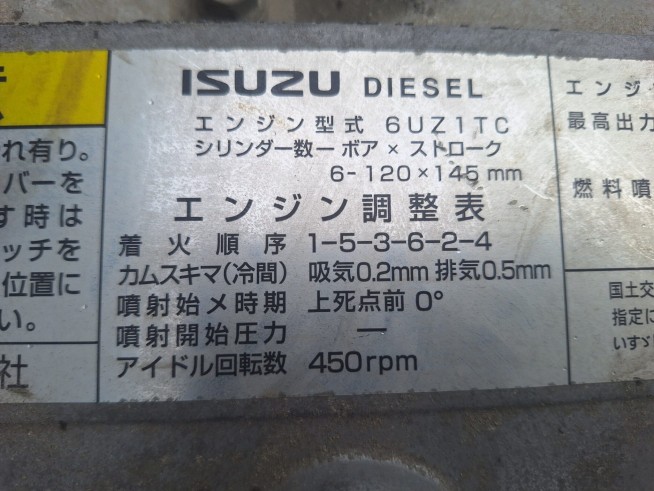 れ有り。
バーを
す時は
ッチを
位置に
い。
社
ISUZU DIESEL
エンジン型式 6UZ1TC
シリンダー数ー ボア × ストローク
6-120×145 mm
エンジン調整表
着火順序 1-5-3-6-2-4
カムスキマ(冷間) 吸気0.2mm 排気0.5mm
噴射始メ時期 上死点前 0°
噴射開始圧力 ―
アイドル回転数 450rpm
エンジ
最高出力
燃料噴
国土交
指定に
いすゞ